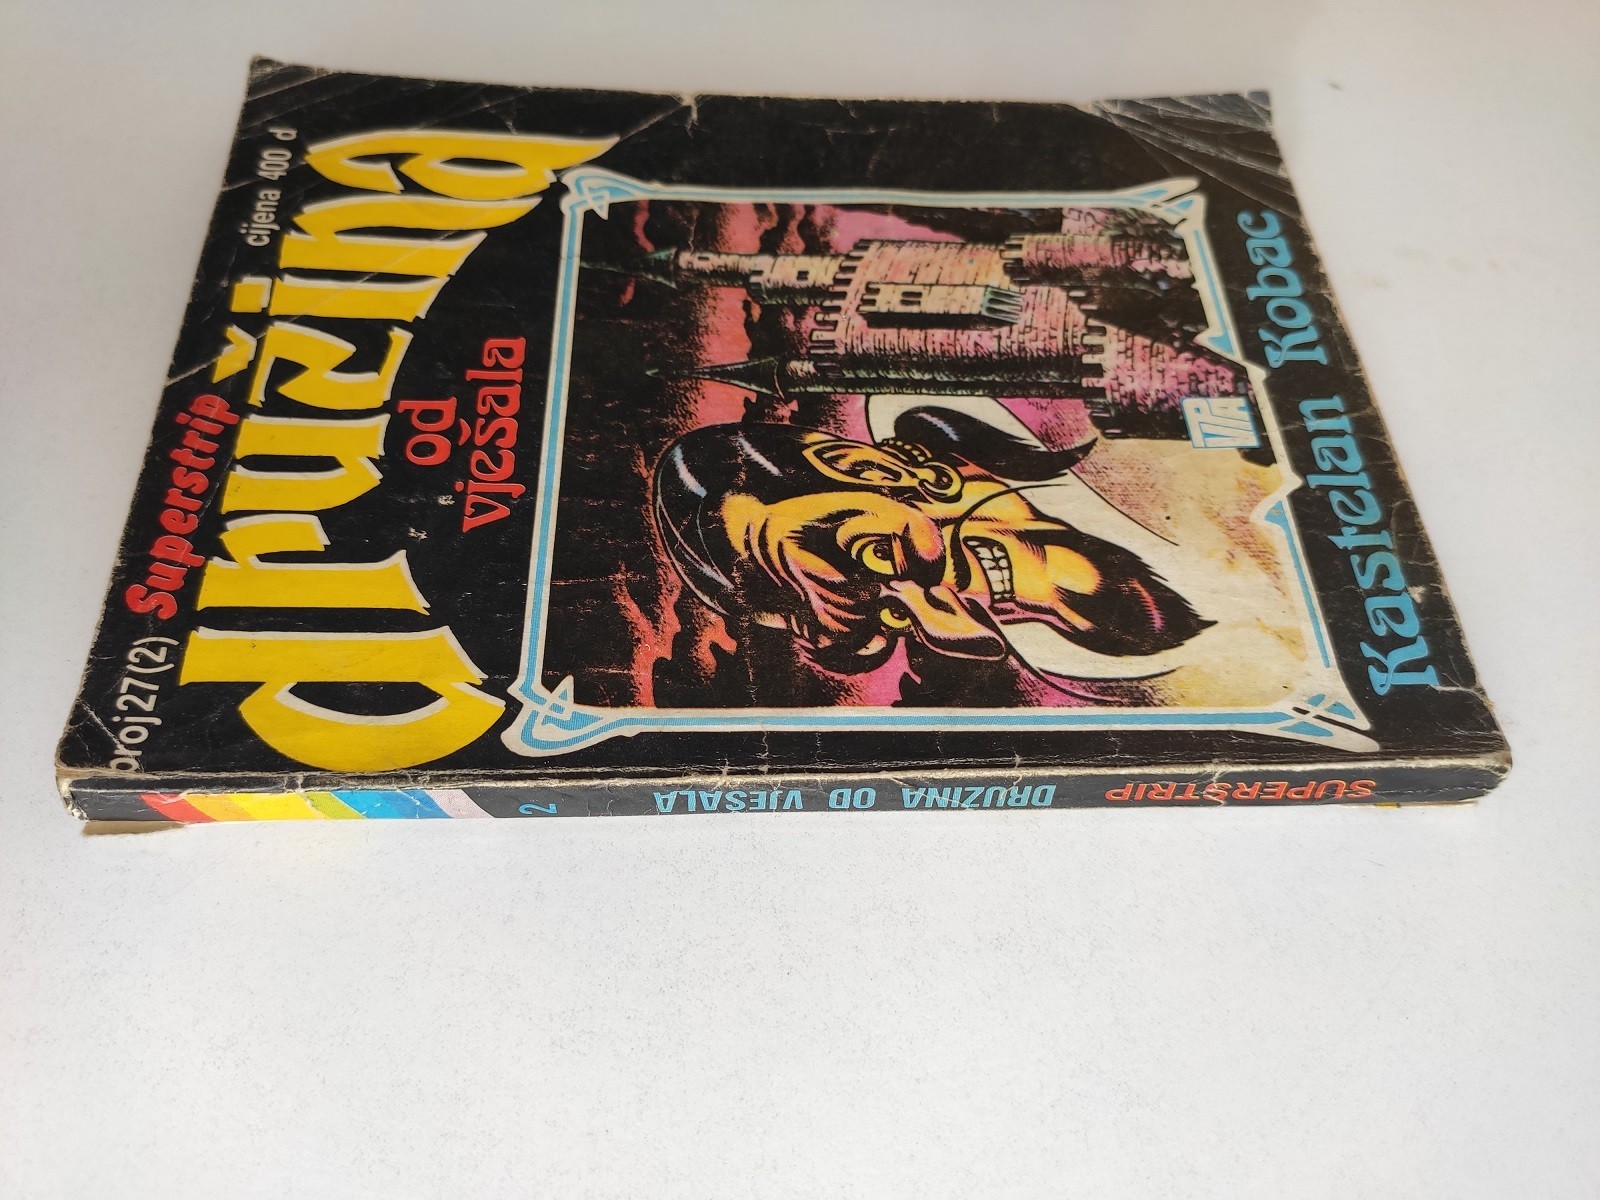 broj 27(2) Superstrip cijena 400 d
družina
od
vješala
VPA
Kastelan Kobac
SUPERSTRIP DRUŽINA OD VJEŠALA 2